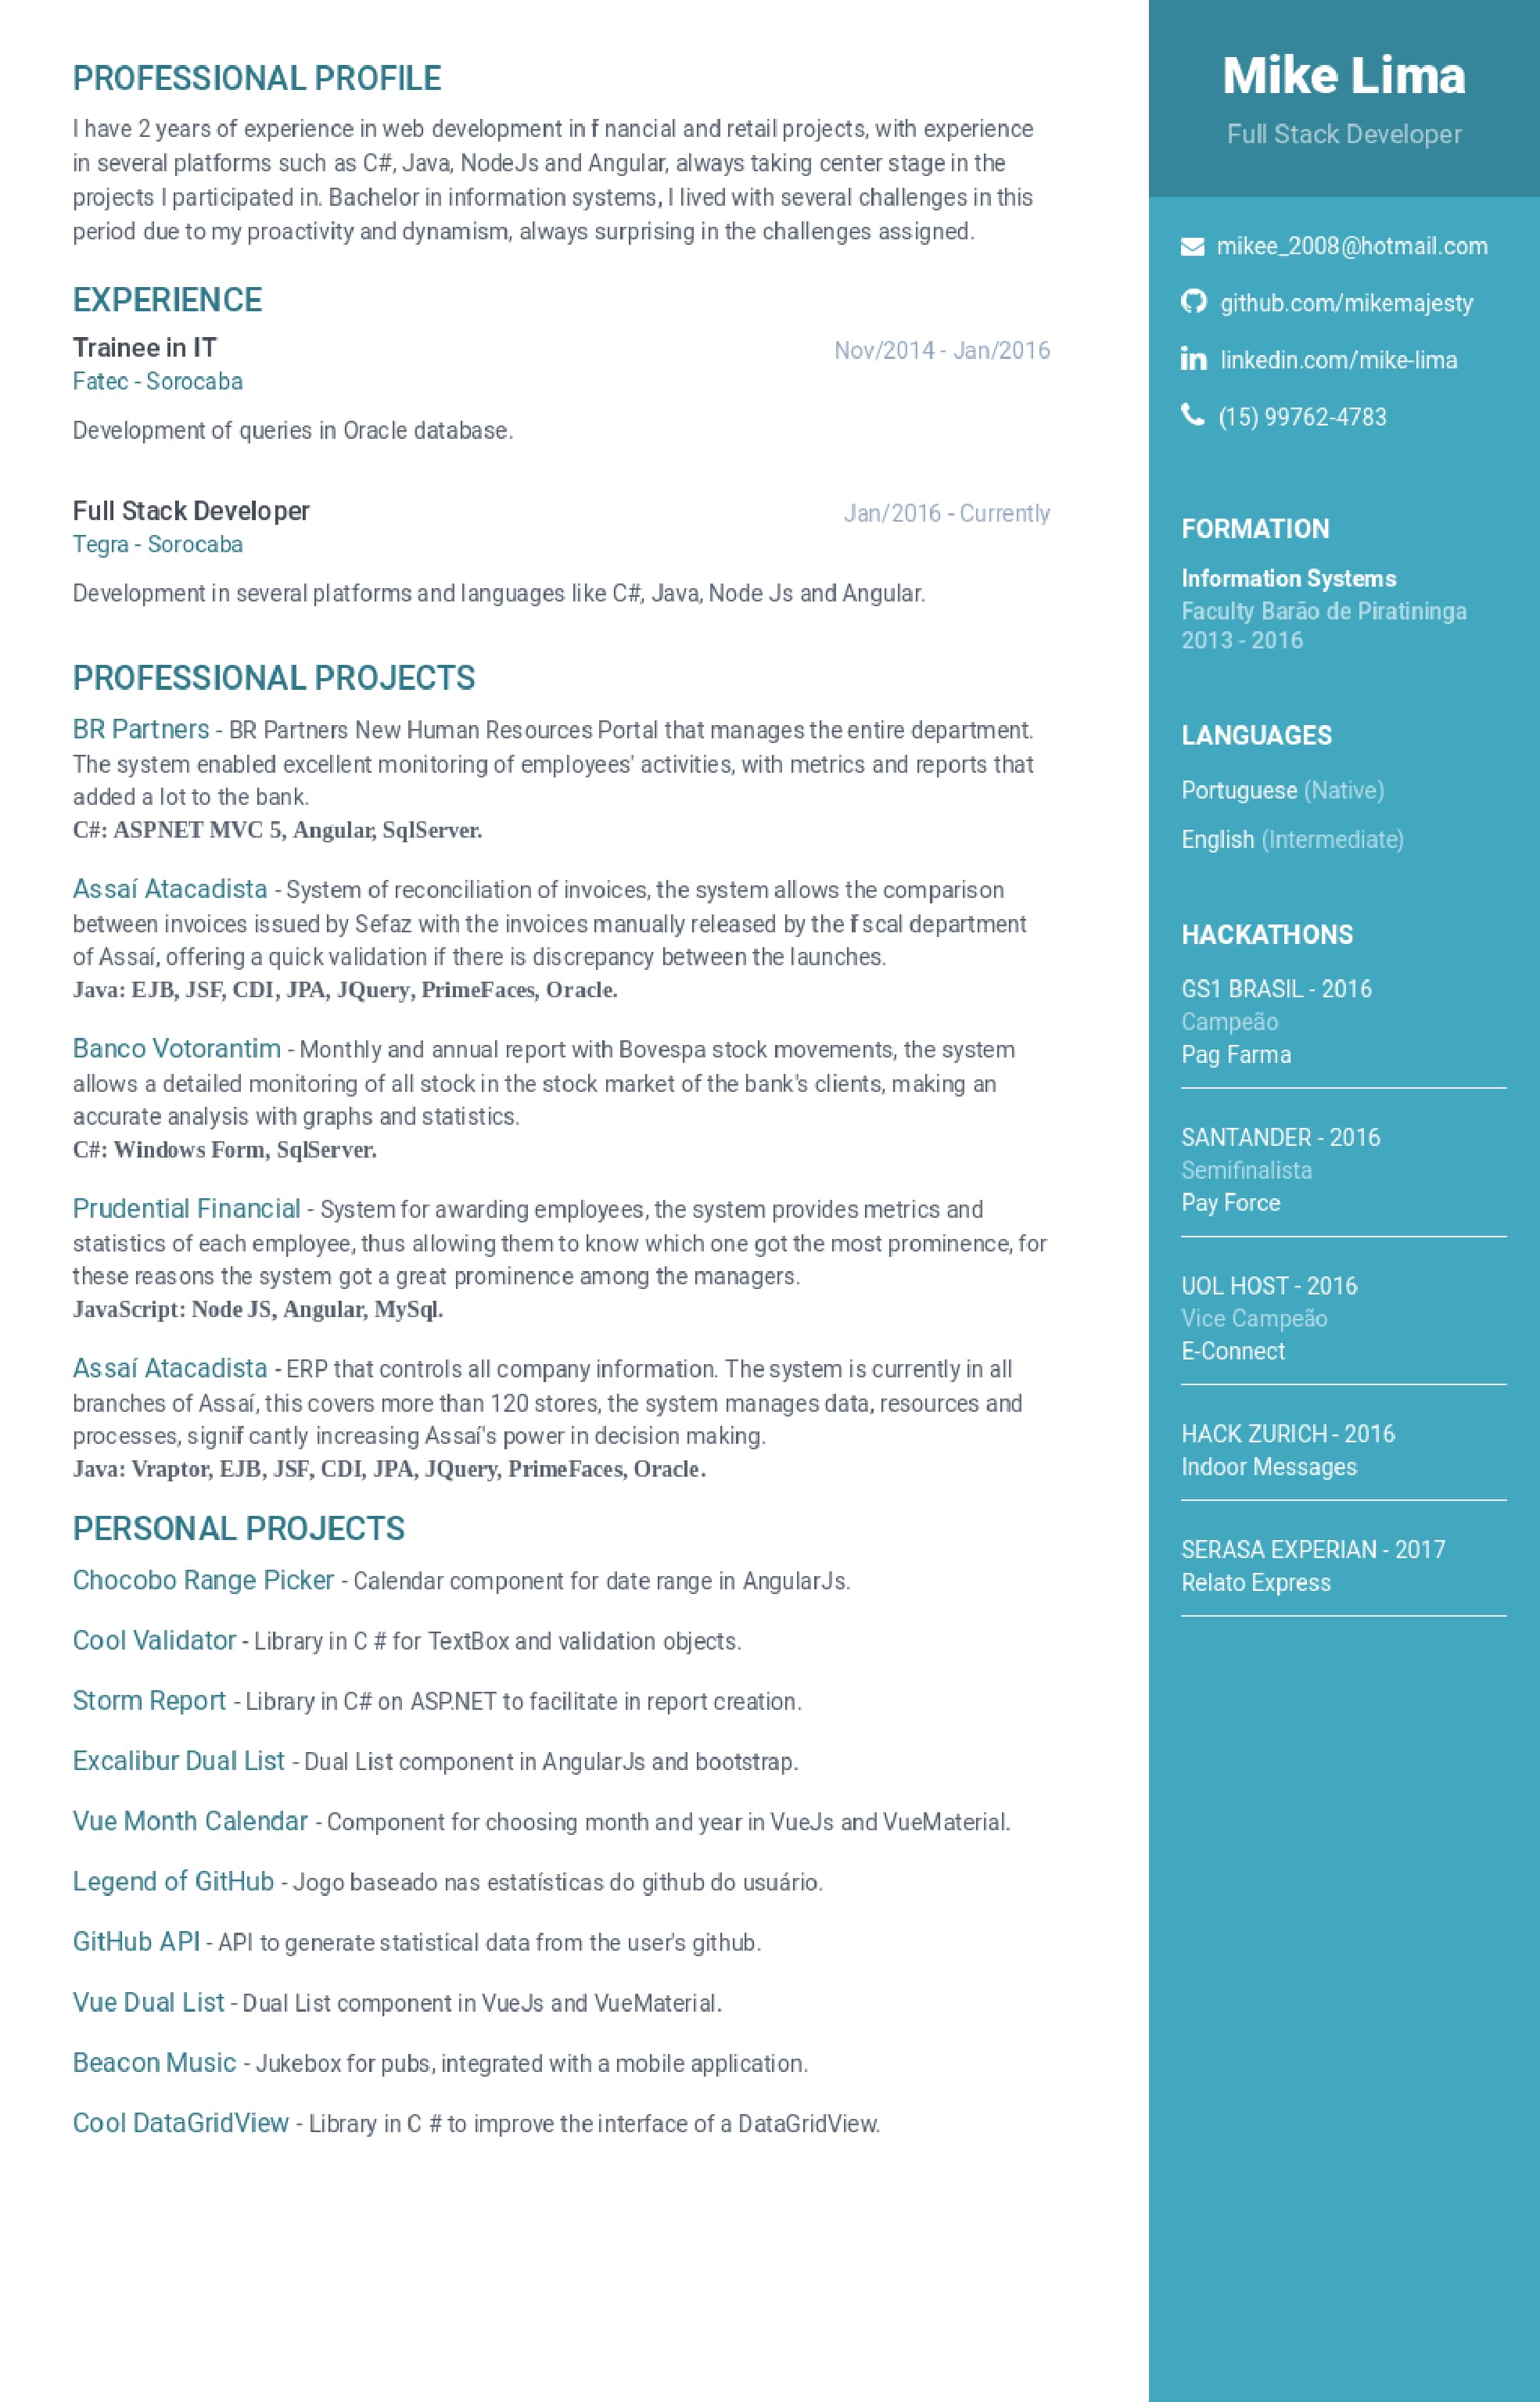 PROFESSIONAL PROFILE
I have 2 years of experience in web development in f nancial and retail projects, with experience
in several platforms such as C#, Java, NodeJs and Angular, always taking center stage in the
projects I participated in. Bachelor in information systems, I lived with several challenges in this
period due to my proactivity and dynamism, always surprising in the challenges assigned.
EXPERIENCE
Trainee in IT Nov/2014 - Jan/2016
Fatec - Sorocaba
Development of queries in Oracle database.
Full Stack Developer Jan/2016 - Currently
Tegra - Sorocaba
Development in several platforms and languages like C#, Java, Node Js and Angular.
PROFESSIONAL PROJECTS
BR Partners - BR Partners New Human Resources Portal that manages the entire department.
The system enabled excellent monitoring of employees' activities, with metrics and reports that
added a lot to the bank.
C#: ASPNET MVC 5, Angular, SqlServer.
Assaí Atacadista - System of reconciliation of invoices, the system allows the comparison
between invoices issued by Sefaz with the invoices manually released by the f scal department
of Assaí, offering a quick validation if there is discrepancy between the launches.
Java: EJB, JSF, CDI, JPA, JQuery, PrimeFaces, Oracle.
Banco Votorantim - Monthly and annual report with Bovespa stock movements, the system
allows a detailed monitoring of all stock in the stock market of the bank's clients, making an
accurate analysis with graphs and statistics.
C#: Windows Form, SqlServer.
Prudential Financial - System for awarding employees, the system provides metrics and
statistics of each employee, thus allowing them to know which one got the most prominence, for
these reasons the system got a great prominence among the managers.
JavaScript: Node JS, Angular, MySql.
Assaí Atacadista - ERP that controls all company information. The system is currently in all
branches of Assaí, this covers more than 120 stores, the system manages data, resources and
processes, signif cantly increasing Assaí's power in decision making.
Java: Vraptor, EJB, JSF, CDI, JPA, JQuery, PrimeFaces, Oracle.
PERSONAL PROJECTS
Chocobo Range Picker - Calendar component for date range in AngularJs.
Cool Validator - Library in C # for TextBox and validation objects.
Storm Report - Library in C# on ASP.NET to facilitate in report creation.
Excalibur Dual List - Dual List component in AngularJs and bootstrap.
Vue Month Calendar - Component for choosing month and year in VueJs and VueMaterial.
Legend of GitHub - Jogo baseado nas estatísticas do github do usuário.
GitHub API - API to generate statistical data from the user's github.
Vue Dual List - Dual List component in VueJs and VueMaterial.
Beacon Music - Jukebox for pubs, integrated with a mobile application.
Cool DataGridView - Library in C # to improve the interface of a DataGridView.
Mike Lima
Full Stack Developer
mikee_2008@hotmail.com
github.com/mikemajesty
linkedin.com/mike-lima
(15) 99762-4783
FORMATION
Information Systems
Faculty Barão de Piratininga
2013 - 2016
LANGUAGES
Portuguese (Native)
English (Intermediate)
HACKATHONS
GS1 BRASIL - 2016
Campeão
Pag Farma
SANTANDER - 2016
Semifinalista
Pay Force
UOL HOST - 2016
Vice Campeão
E-Connect
HACK ZURICH - 2016
Indoor Messages
SERASA EXPERIAN - 2017
Relato Express